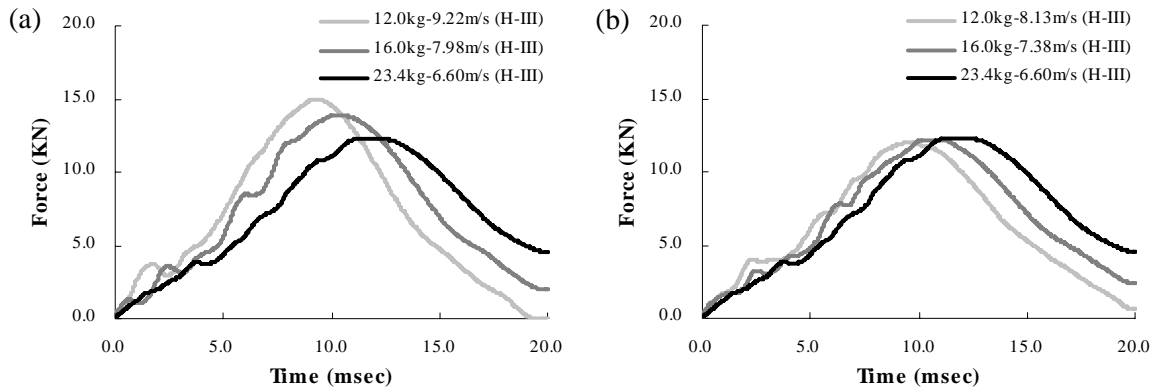 (a)
12.0kg-9.22m/s (H-III)
16.0kg-7.98m/s (H-III)
23.4kg-6.60m/s (H-III)
20.0
15.0
10.0
5.0
0.0
Force (KN)
0.0 5.0 10.0 15.0 20.0
Time (msec)
(b)
12.0kg-8.13m/s (H-III)
16.0kg-7.38m/s (H-III)
23.4kg-6.60m/s (H-III)
20.0
15.0
10.0
5.0
0.0
Force (KN)
0.0 5.0 10.0 15.0 20.0
Time (msec)